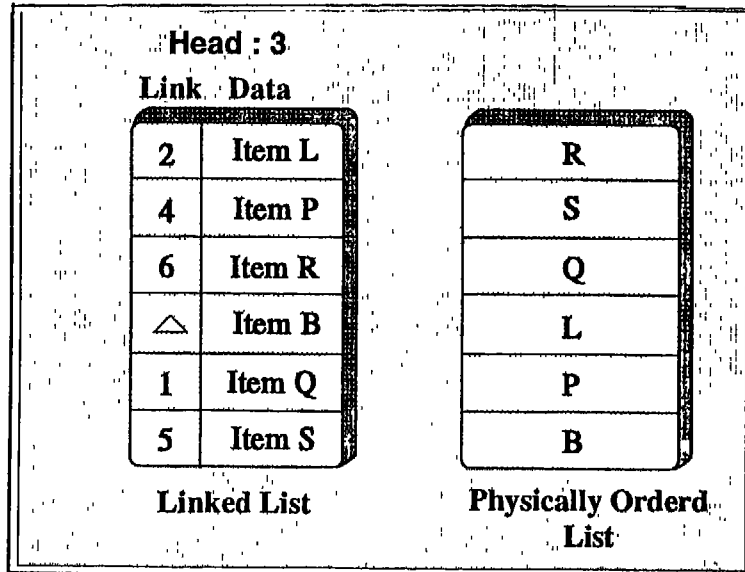 Head : 3
Link Data
2 Item L
4 Item P
6 Item R
△ Item B
1 Item Q
5 Item S
Linked List
R
S
Q
L
P
B
Physically Orderd
List